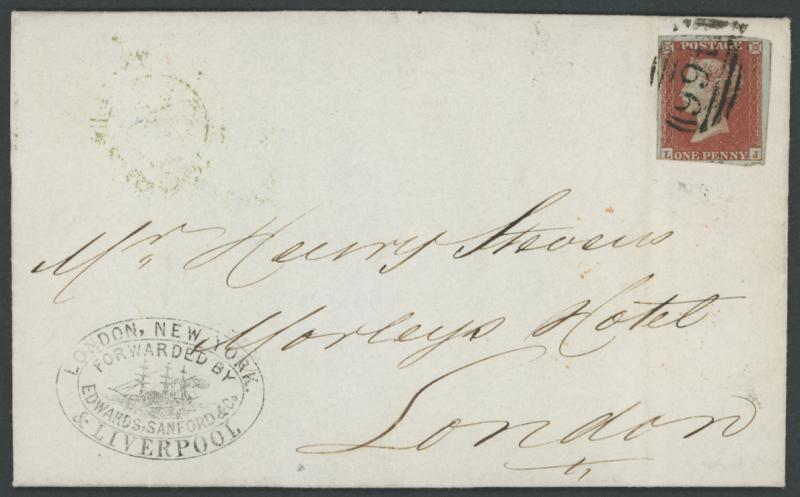 POSTAGE
L J
ONE PENNY
Mr. Henry Stevens
Morleys Hotel
London
LONDON, NEW YORK.
FORWARDED BY
EDWARDS, SANFORD & Co
& LIVERPOOL